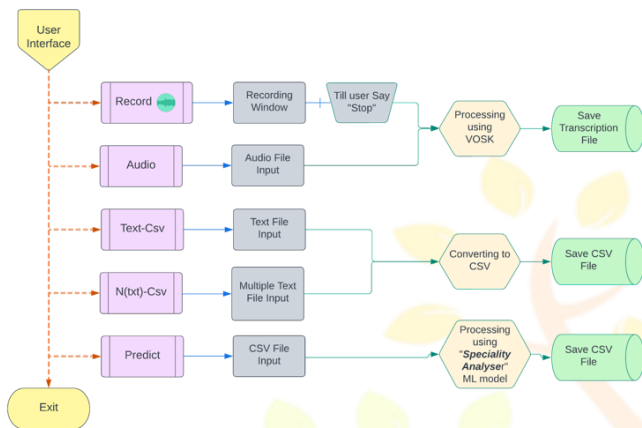 User
Interface
Record
Recording
Window
Till user Say
"Stop"
Processing
using
VOSK
Save
Transcription
File
Audio
Audio File
Input
Text-Csv
Text File
Input
Converting to
CSV
Save CSV
File
N(txt)-Csv
Multiple Text
File Input
Predict
CSV File
Input
Processing
using
"Speciality
Analyser"
ML model
Save CSV
File
Exit